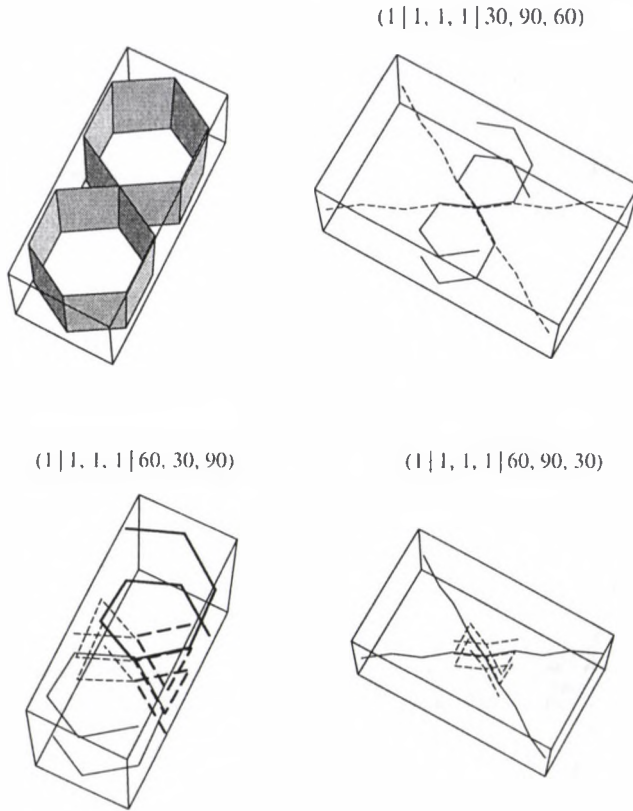 (1 | 1, 1, 1 | 30, 90, 60)
(1 | 1, 1, 1 | 60, 30, 90)
(1 | 1, 1, 1 | 60, 90, 30)